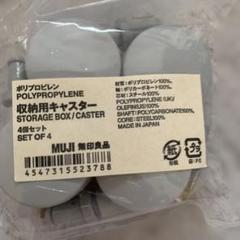 ポリプロピレン
POLYPROPYLENE
収納用キャスター
STORAGE BOX/CASTER
4個セット
SET OF 4
MUJI 無印良品
4547315523788
材質:ポリプロピレン100%、
軸:ポリカーボネート100%、
芯材:スチール100%
POLYPROPYLENE (UK)/
OLEFIN(US)100%
SHAFT/POLYCARBONATE100%、
CORE/STEEL100%
MADE IN JAPAN
紙
プラ
袋:PE